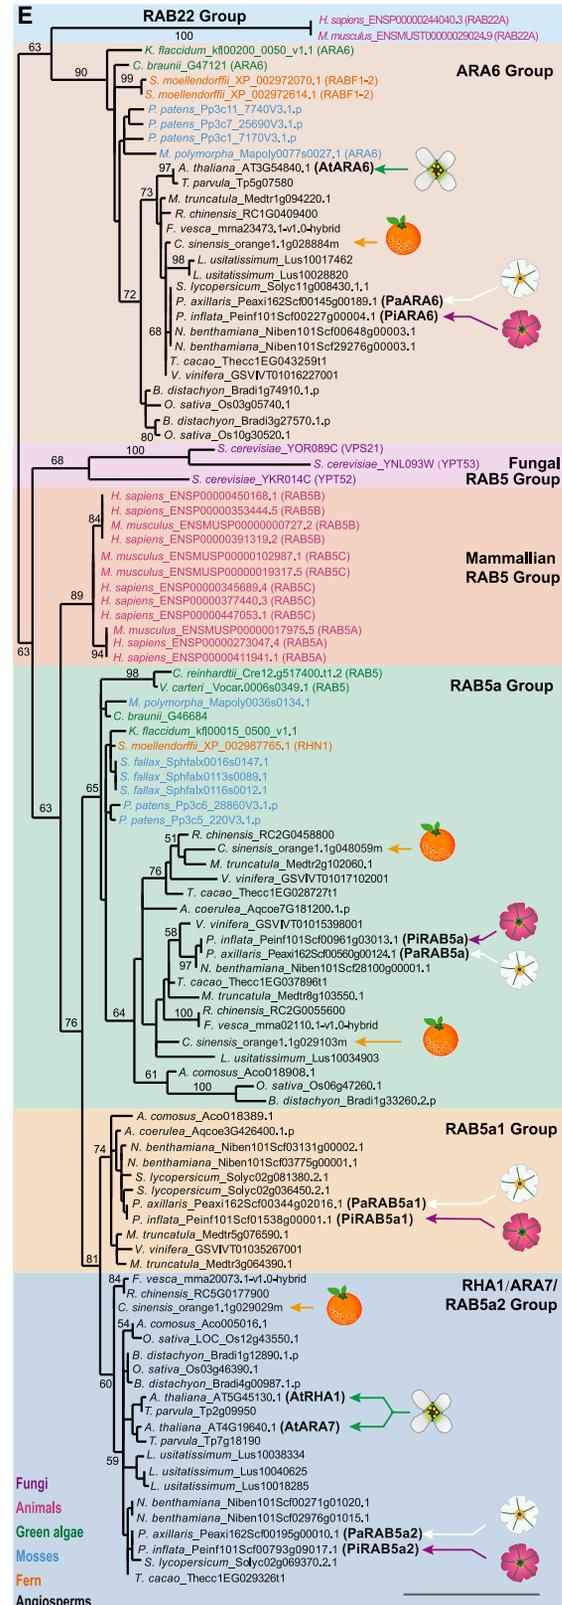 E
RAB22 Group
H. sapiens_ENSP00000244040.3 (RAB22A)
100
M. musculus_ENSMUST00000029024.9 (RAB22A)
63
K. flaccidum_kfl00200_0050_v1.1 (ARA6)
ARA6 Group
C. braunii_G47121 (ARA6)
90
99
S. moellendorffii_XP_002972070.1 (RABF1-2)
S. moellendorffii_XP_002972614.1 (RABF1-2)
P. patens_Pp3c11_7740V3.1.p
P. patens_Pp3c7_25690V3.1.p
P. patens_Pp3c1_7170V3.1.p
M. polymorpha_Mapoly0077s0027.1 (ARA6)
97
A. thaliana_AT3G54840.1 (AtARA6)
T. parvula_Tp5g07580
73
M. truncatula_Medtr1g094220.1
R. chinensis_RC1G0409400
F. vesca_mrna23473.1-v1.0-hybrid
C. sinensis_orange1.1g028884m
98
L. usitatissimum_Lus10017462
L. usitatissimum_Lus10028820
S. lycopersicum_Solyc11g008430.1.1
72
P. axillaris_Peaxi162Scf00145g00189.1 (PaARA6)
P. inflata_Peinf101Scf00227g00004.1 (PiARA6)
68
N. benthamiana_Niben101Scf00648g00003.1
N. benthamiana_Niben101Scf29276g00003.1
T. cacao_Thecc1EG043259t1
V. vinifera_GSVIVT01016227001
B. distachyon_Bradi1g74910.1.p
O. sativa_Os03g05740.1
B. distachyon_Bradi3g27570.1.p
80
O. sativa_Os10g30520.1
100
S. cerevisiae_YOR089C (VPS21)
68
S. cerevisiae_YNL093W (YPT53)
Fungal
S. cerevisiae_YKR014C (YPT52)
RAB5 Group
H. sapiens_ENSP00000450168.1 (RAB5B)
H. sapiens_ENSP00000353444.5 (RAB5B)
84
M. musculus_ENSMUSP00000000727.2 (RAB5B)
H. sapiens_ENSP00000391319.2 (RAB5B)
M. musculus_ENSMUSP00000102987.1 (RAB5C)
Mammallian
M. musculus_ENSMUSP00000019317.5 (RAB5C)
RAB5 Group
H. sapiens_ENSP00000345689.4 (RAB5C)
89
H. sapiens_ENSP00000377440.3 (RAB5C)
H. sapiens_ENSP00000447053.1 (RAB5C)
M. musculus_ENSMUSP00000017975.5 (RAB5A)
H. sapiens_ENSP00000273047.4 (RAB5A)
63
94
H. sapiens_ENSP00000411941.1 (RAB5A)
98
C. reinhardtii_Cre12.g517400.t1.2 (RAB5)
V. carteri_Vocar.0006s0349.1 (RAB5)
RAB5a Group
M. polymorpha_Mapoly0036s0134.1
C. braunii_G46684
K. flaccidum_kfl00015_0500_v1.1
S. moellendorffii_XP_002987765.1 (RHN1)
S. fallax_Sphfalx0016s0147.1
S. fallax_Sphfalx0113s0089.1
65
S. fallax_Sphfalx0116s0012.1
63
P. patens_Pp3c6_28860V3.1.p
P. patens_Pp3c5_220V3.1.p
51
R. chinensis_RC2G0458800
C. sinensis_orange1.1g048059m
M. truncatula_Medtr2g102060.1
76
V. vinifera_GSVIVT01017102001
T. cacao_Thecc1EG028727t1
A. coerulea_Aqcoe7G181200.1.p
V. vinifera_GSVIVT01015398001
58
P. inflata_Peinf101Scf00961g03013.1 (PiRAB5a)
P. axillaris_Peaxi162Scf00560g00124.1 (PaRAB5a)
97
N. benthamiana_Niben101Scf28100g00001.1
T. cacao_Thecc1EG037896t1
M. truncatula_Medtr8g103550.1
64
100
R. chinensis_RC2G0055600
76
F. vesca_mrna02110.1-v1.0-hybrid
C. sinensis_orange1.1g029103m
L. usitatissimum_Lus10034903
61
A. comosus_Aco018908.1
100
O. sativa_Os06g47260.1
B. distachyon_Bradi1g33260.2.p
A. comosus_Aco018389.1
A. coerulea_Aqcoe3G426400.1.p
RAB5a1 Group
74
N. benthamiana_Niben101Scf03131g00002.1
N. benthamiana_Niben101Scf03775g00001.1
S. lycopersicum_Solyc02g081380.2.1
S. lycopersicum_Solyc02g036450.2.1
P. axillaris_Peaxi162Scf00344g02016.1 (PaRAB5a1)
P. inflata_Peinf101Scf01538g00001.1 (PiRAB5a1)
M. truncatula_Medtr5g076590.1
81
V. vinifera_GSVIVT01035267001
M. truncatula_Medtr3g064390.1
84
F. vesca_mrna20073.1-v1.0-hybrid
RHA1/ARA7/
R. chinensis_RC5G0177900
RAB5a2 Group
C. sinensis_orange1.1g029029m
54
A. comosus_Aco005016.1
O. sativa_LOC_Os12g43550.1
B. distachyon_Bradi1g12890.1.p
O. sativa_Os03g46390.1
60
B. distachyon_Bradi4g00987.1.p
A. thaliana_AT5G45130.1 (AtRHA1)
T. parvula_Tp2g09950
A. thaliana_AT4G19640.1 (AtARA7)
T. parvula_Tp7g18190
59
L. usitatissimum_Lus10038334
L. usitatissimum_Lus10040625
Fungi
L. usitatissimum_Lus10018285
Animals
N. benthamiana_Niben101Scf00271g01020.1
N. benthamiana_Niben101Scf02976g01015.1
Green algae
P. axillaris_Peaxi162Scf00195g00010.1 (PaRAB5a2)
P. inflata_Peinf101Scf00793g09017.1 (PiRAB5a2)
Mosses
S. lycopersicum_Solyc02g069370.2.1
Fern
T. cacao_Thecc1EG029326t1
Angiosperms